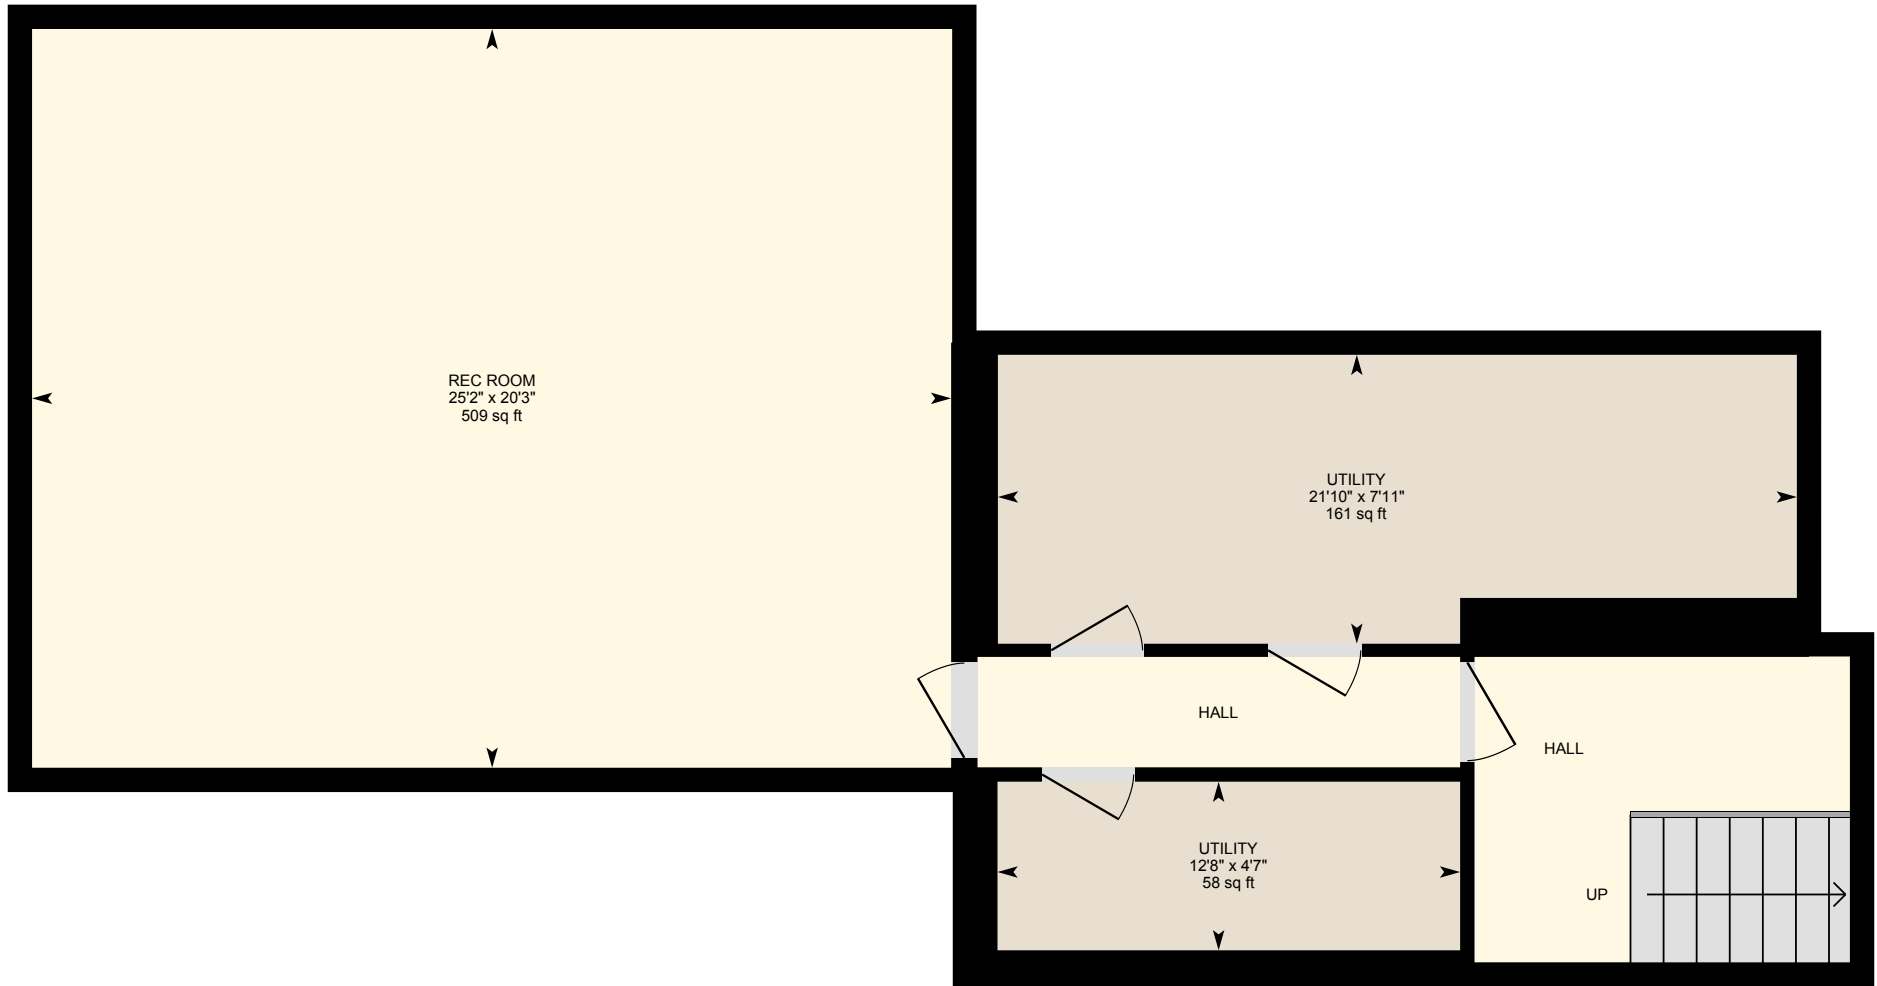 REC ROOM
25'2" x 20'3"
509 sq ft
UTILITY
21'10" x 7'11"
161 sq ft
HALL
HALL
UTILITY
12'8" x 4'7"
58 sq ft
UP